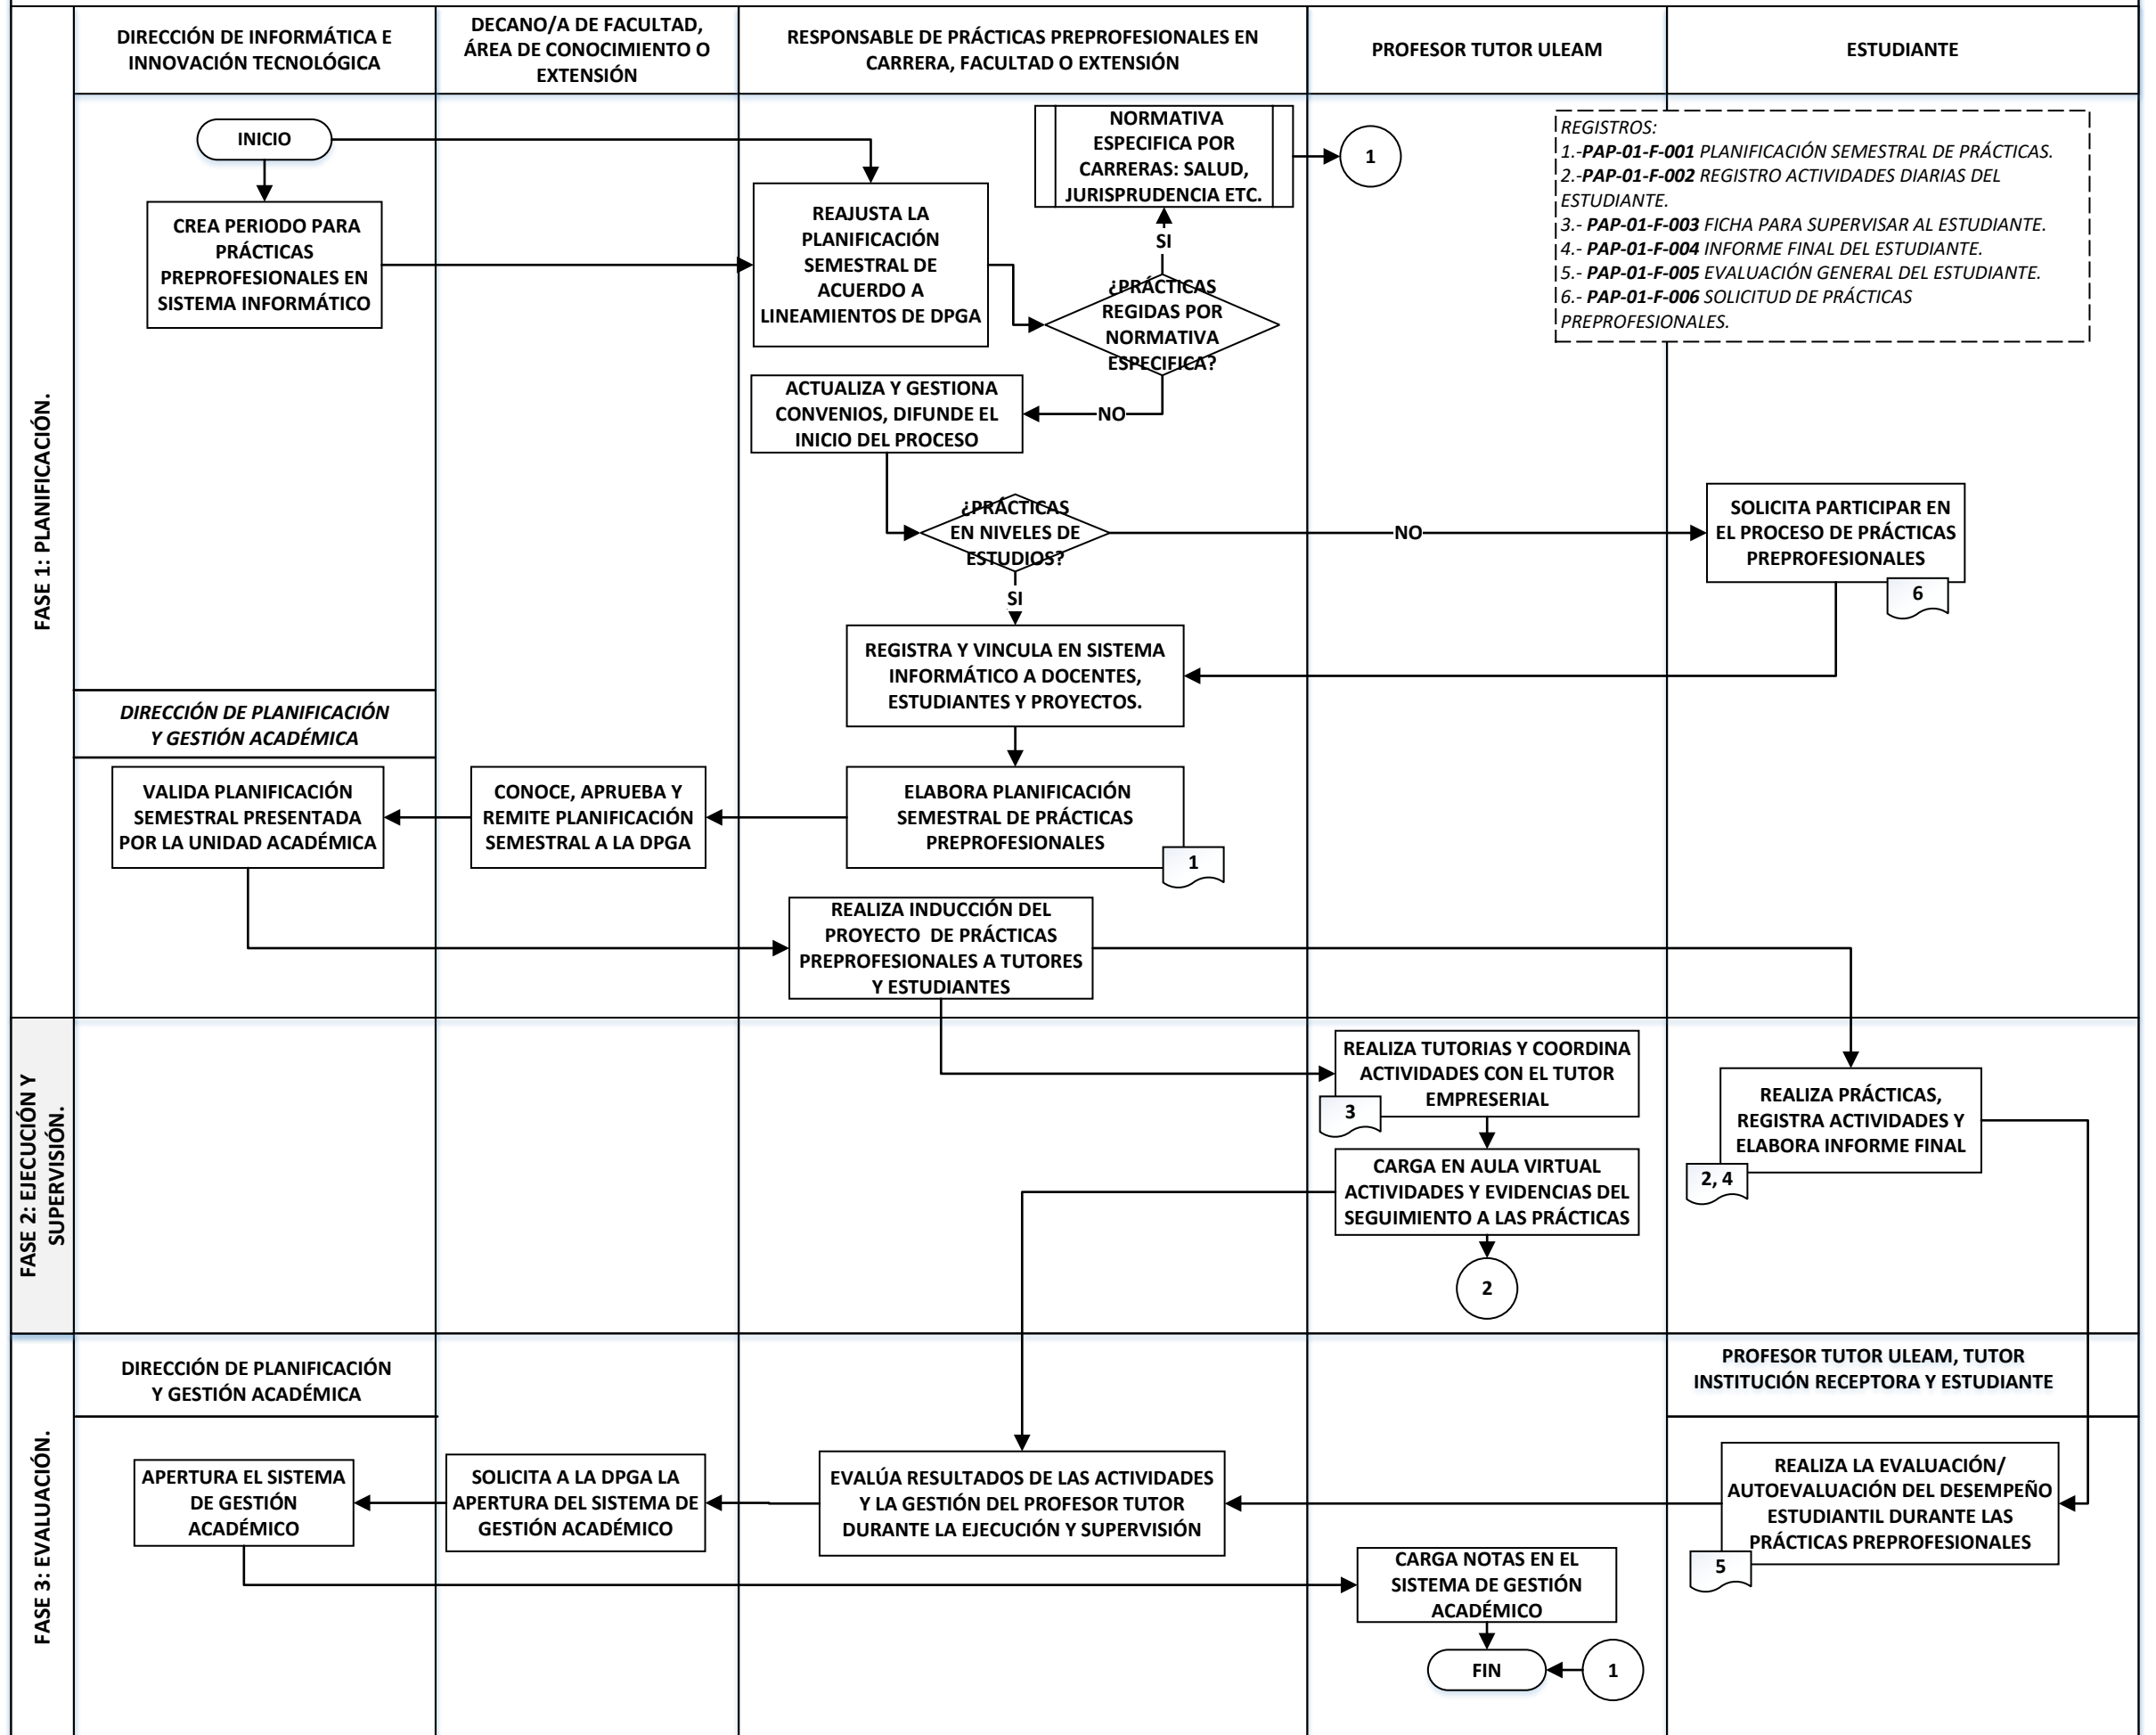 DIRECCIÓN DE INFORMÁTICA E
INNOVACIÓN TECNOLÓGICA
DECANO/A DE FACULTAD,
ÁREA DE CONOCIMIENTO O
EXTENSIÓN
RESPONSABLE DE PRÁCTICAS PREPROFESIONALES EN
CARRERA, FACULTAD O EXTENSIÓN
PROFESOR TUTOR ULEAM
ESTUDIANTE
FASE 1: PLANIFICACIÓN.
INICIO
CREA PERIODO PARA
PRÁCTICAS
PREPROFESIONALES EN
SISTEMA INFORMÁTICO
REAJUSTA LA
PLANIFICACIÓN
SEMESTRAL DE
ACUERDO A
LINEAMIENTOS DE DPGA
NORMATIVA
ESPECIFICA POR
CARRERAS: SALUD,
JURISPRUDENCIA ETC.
1
SI
¿PRÁCTICAS
REGIDAS POR
NORMATIVA
ESPECIFICA?
NO
REGISTROS:
1.-PAP-01-F-001 PLANIFICACIÓN SEMESTRAL DE PRÁCTICAS.
2.-PAP-01-F-002 REGISTRO ACTIVIDADES DIARIAS DEL
ESTUDIANTE.
3.- PAP-01-F-003 FICHA PARA SUPERVISAR AL ESTUDIANTE.
4.- PAP-01-F-004 INFORME FINAL DEL ESTUDIANTE.
5.- PAP-01-F-005 EVALUACIÓN GENERAL DEL ESTUDIANTE.
6.- PAP-01-F-006 SOLICITUD DE PRÁCTICAS
PREPROFESIONALES.
ACTUALIZA Y GESTIONA
CONVENIOS, DIFUNDE EL
INICIO DEL PROCESO
¿PRÁCTICAS
EN NIVELES DE
ESTUDIOS?
NO
SI
SOLICITA PARTICIPAR EN
EL PROCESO DE PRÁCTICAS
PREPROFESIONALES
6
REGISTRA Y VINCULA EN SISTEMA
INFORMÁTICO A DOCENTES,
ESTUDIANTES Y PROYECTOS.
DIRECCIÓN DE PLANIFICACIÓN
Y GESTIÓN ACADÉMICA
VALIDA PLANIFICACIÓN
SEMESTRAL PRESENTADA
POR LA UNIDAD ACADÉMICA
CONOCE, APRUEBA Y
REMITE PLANIFICACIÓN
SEMESTRAL A LA DPGA
ELABORA PLANIFICACIÓN
SEMESTRAL DE PRÁCTICAS
PREPROFESIONALES
1
REALIZA INDUCCIÓN DEL
PROYECTO DE PRÁCTICAS
PREPROFESIONALES A TUTORES
Y ESTUDIANTES
FASE 2: EJECUCIÓN Y
SUPERVISIÓN.
REALIZA TUTORIAS Y COORDINA
ACTIVIDADES CON EL TUTOR
EMPRESERIAL
3
CARGA EN AULA VIRTUAL
ACTIVIDADES Y EVIDENCIAS DEL
SEGUIMIENTO A LAS PRÁCTICAS
2
REALIZA PRÁCTICAS,
REGISTRA ACTIVIDADES Y
ELABORA INFORME FINAL
2, 4
FASE 3: EVALUACIÓN.
DIRECCIÓN DE PLANIFICACIÓN
Y GESTIÓN ACADÉMICA
PROFESOR TUTOR ULEAM, TUTOR
INSTITUCIÓN RECEPTORA Y ESTUDIANTE
APERTURA EL SISTEMA
DE GESTIÓN
ACADÉMICO
SOLICITA A LA DPGA LA
APERTURA DEL SISTEMA DE
GESTIÓN ACADÉMICO
EVALÚA RESULTADOS DE LAS ACTIVIDADES
Y LA GESTIÓN DEL PROFESOR TUTOR
DURANTE LA EJECUCIÓN Y SUPERVISIÓN
REALIZA LA EVALUACIÓN/
AUTOEVALUACIÓN DEL DESEMPEÑO
ESTUDIANTIL DURANTE LAS
PRÁCTICAS PREPROFESIONALES
5
CARGA NOTAS EN EL
SISTEMA DE GESTIÓN
ACADÉMICO
FIN
1